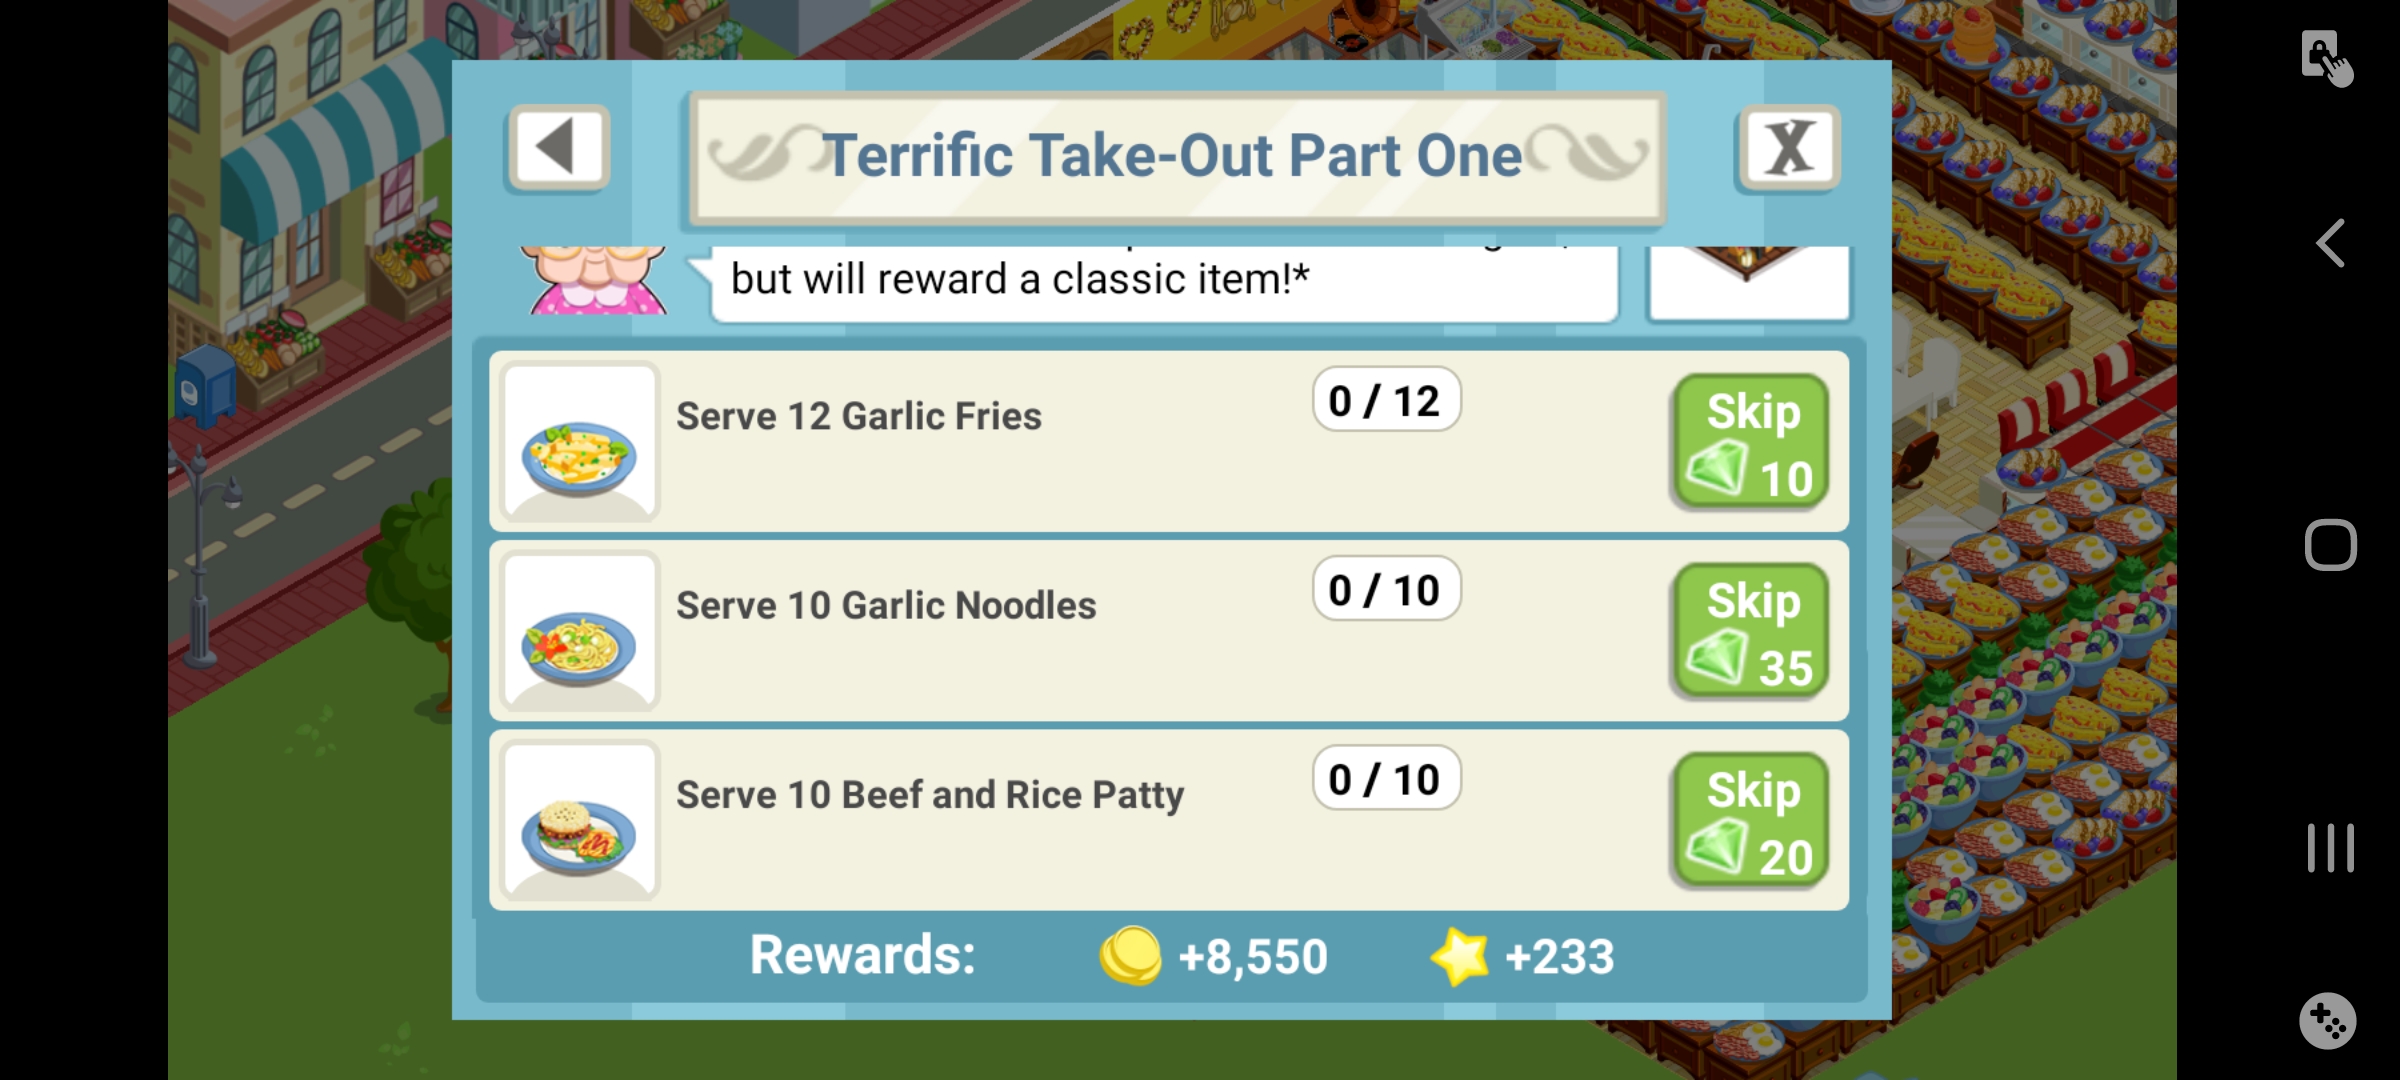 Terrific Take-Out Part One
X
but will reward a classic item!*
Serve 12 Garlic Fries
0 / 12
Skip
10
Serve 10 Garlic Noodles
0 / 10
Skip
35
Serve 10 Beef and Rice Patty
0 / 10
Skip
20
Rewards: +8,550 +233